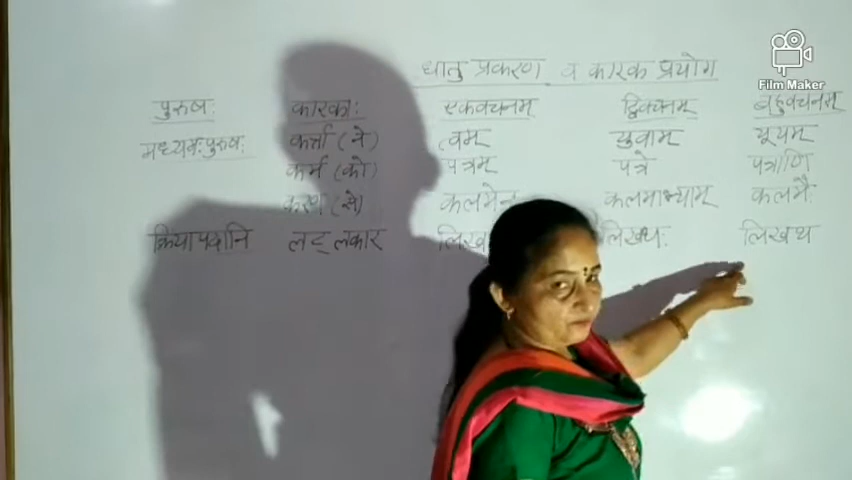 धातु प्रकरण व कारक प्रयोग
Film Maker
पुरुषः कारकाः एकवचनम् द्विवचनम् बहुवचनम्
मध्यमःपुरुषः कर्त्ता (ने) त्वम् युवाम् यूयम्
कर्म (को) पत्रम् पत्रे पत्राणि
करण (से) कलमेन कलमाभ्याम् कलमैः
क्रियापदानि लट् लकार लिख लिखथः लिखथ